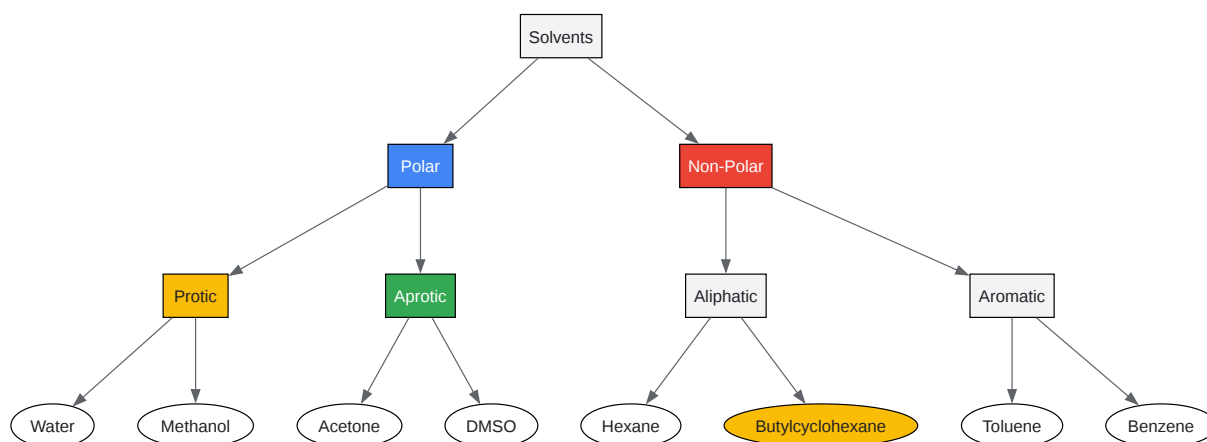 Solvents
Polar
Non-Polar
Protic
Aprotic
Aliphatic
Aromatic
Water
Methanol
Acetone
DMSO
Hexane
Butylcyclohexane
Toluene
Benzene